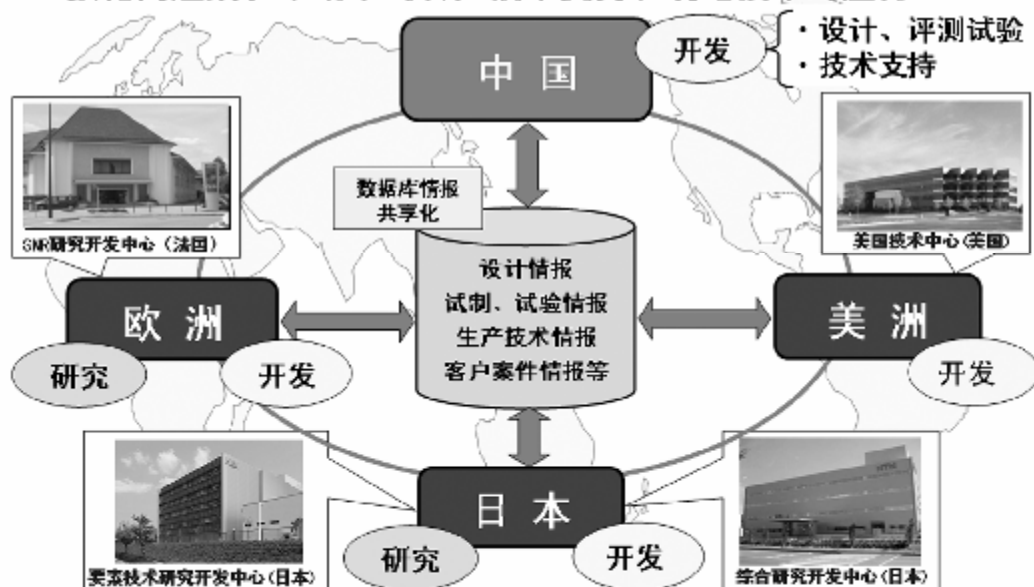 中国
开发
・设计、评测试验
・技术支持
数据库情报
共享化
SNR研究开发中心（法国）
美国技术中心(美国)
设计情报
试制、试验情报
生产技术情报
客户案件情报等
欧洲
研究
开发
美洲
开发
日本
研究
开发
要素技术研究开发中心(日本)
综合研究开发中心(日本)